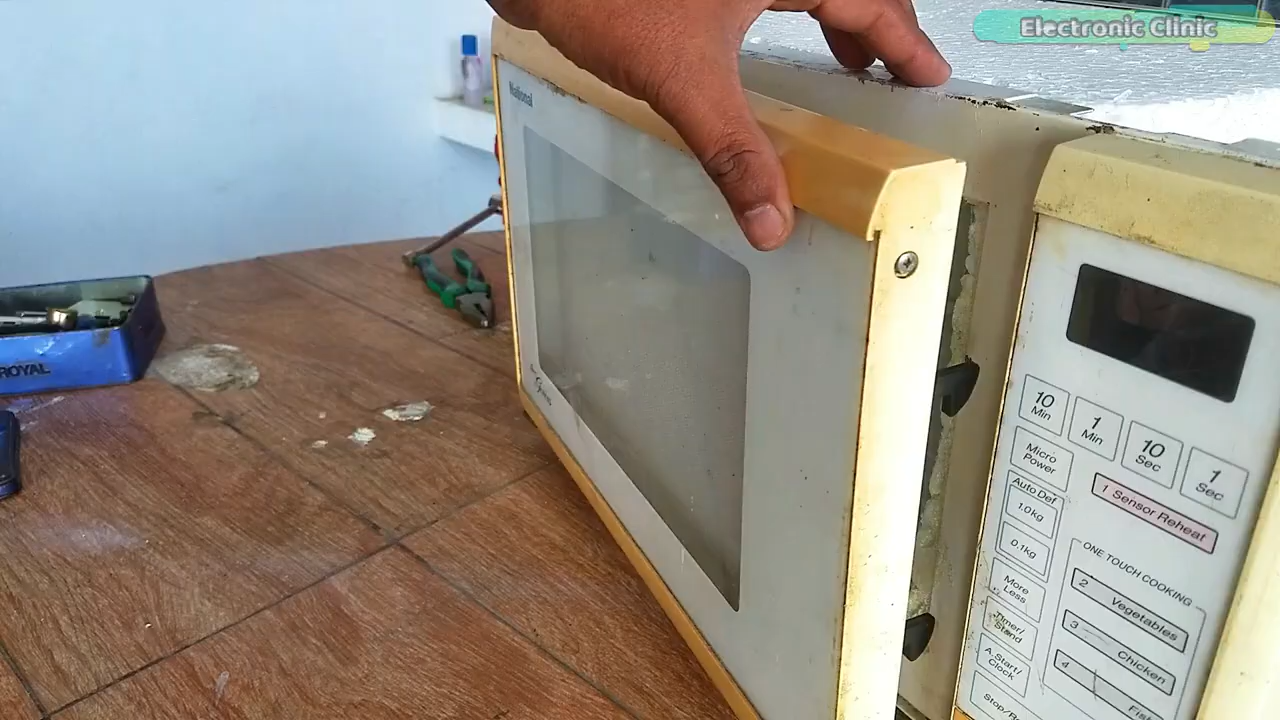 Electronic Clinic
National
Genius
ROYAL
10
Min
1
Min
10
Sec
1
Sec
Micro
Power
1 Sensor Reheat
Auto Def
1.0kg
0.1kg
ONE TOUCH COOKING
More
Less
2 Vegetables
Timer/
Stand
3 Chicken
A.Start/
Clock
4